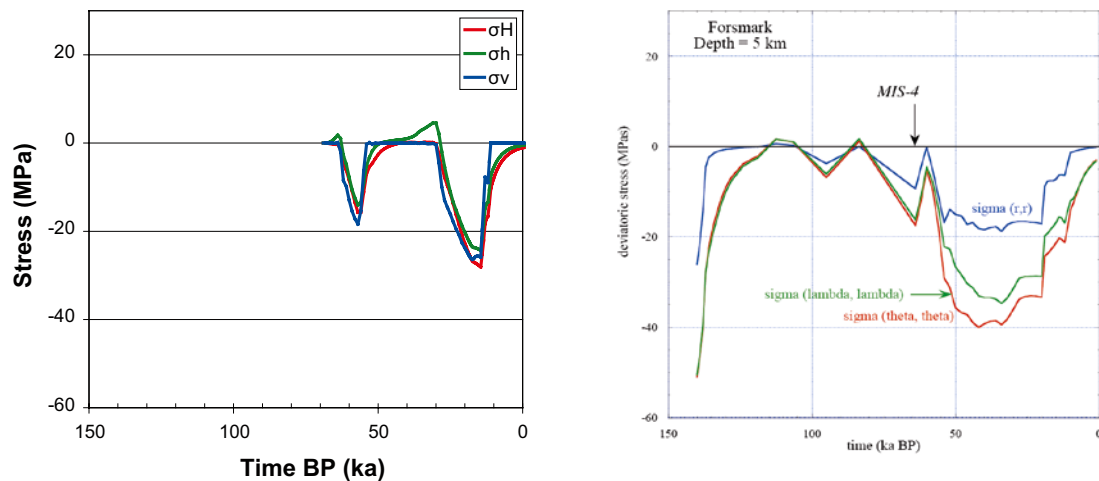 σH
σh
σv
20
0
-20
-40
-60
150
100
50
0
Stress (MPa)
Time BP (ka)
Forsmark
Depth = 5 km
MIS-4
sigma (r,r)
sigma (lambda, lambda)
sigma (theta, theta)
20
0
-20
-40
-60
150
100
50
0
deviatoric stress (MPas)
time (ka BP)